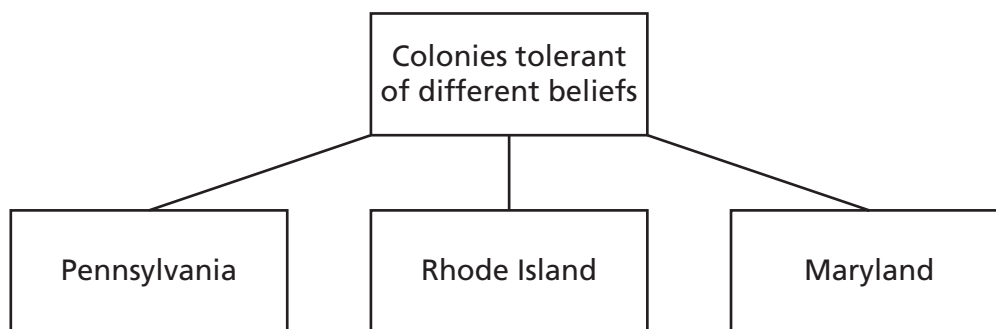 Colonies tolerant
of different beliefs
Pennsylvania
Rhode Island
Maryland